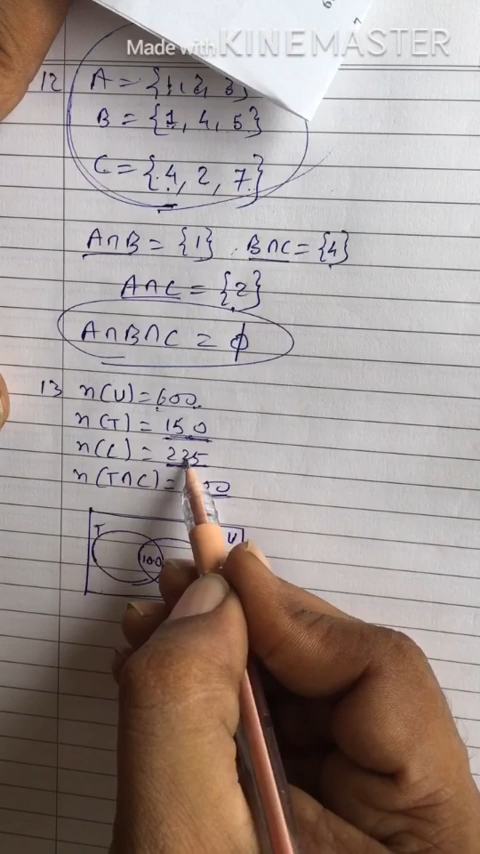 Made with KINEMASTER
12 A = {1, 2, 3}
B = {1, 4, 5}
C = {4, 2, 7}
A∩B = {1} . B∩C = {4}
A∩C = {2}
A∩B∩C = ϕ
13 n(U) = 600
n(T) = 150
n(C) = 225
n(T∩C) = 100
T U
100